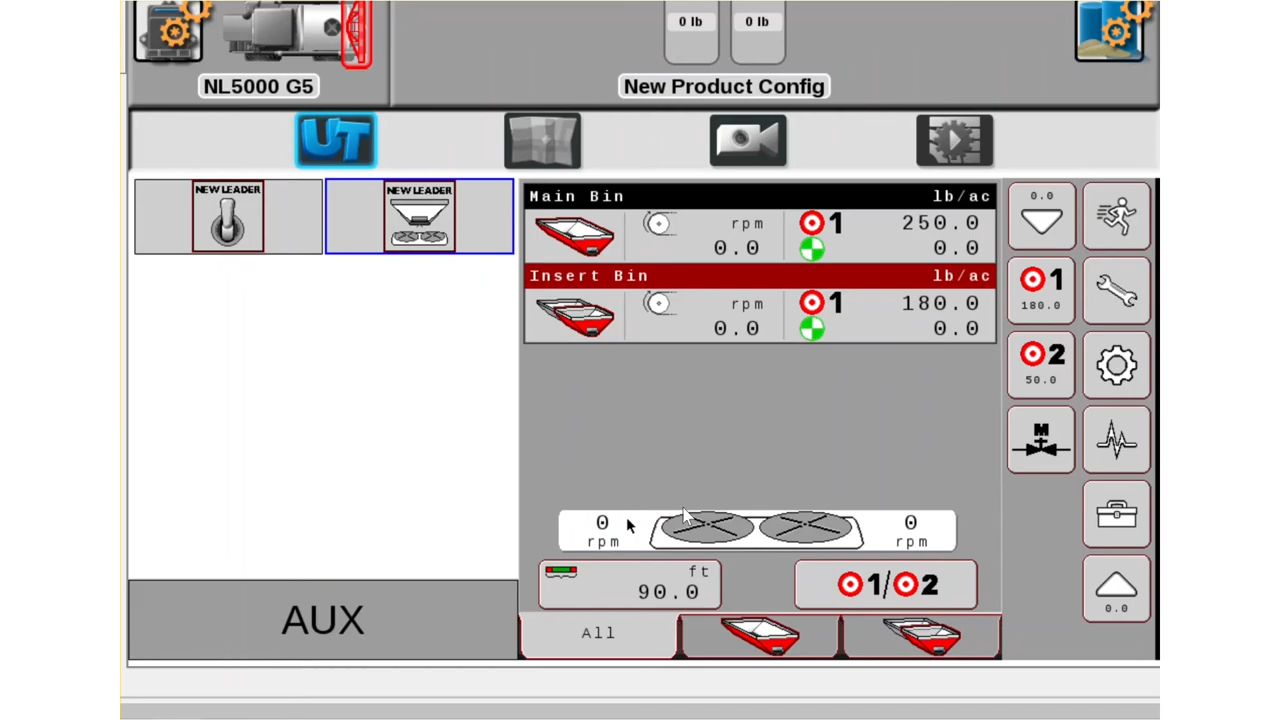 0 lb 0 lb
NL5000 G5 New Product Config
UT
NEW LEADER NEW LEADER
Main Bin lb/ac
rpm 1 250.0
0.0 0.0
Insert Bin lb/ac
rpm 1 180.0
0.0 0.0
0.0
1
180.0
2
50.0
M
0 0
rpm rpm
ft
90.0
1/2
0.0
AUX
All